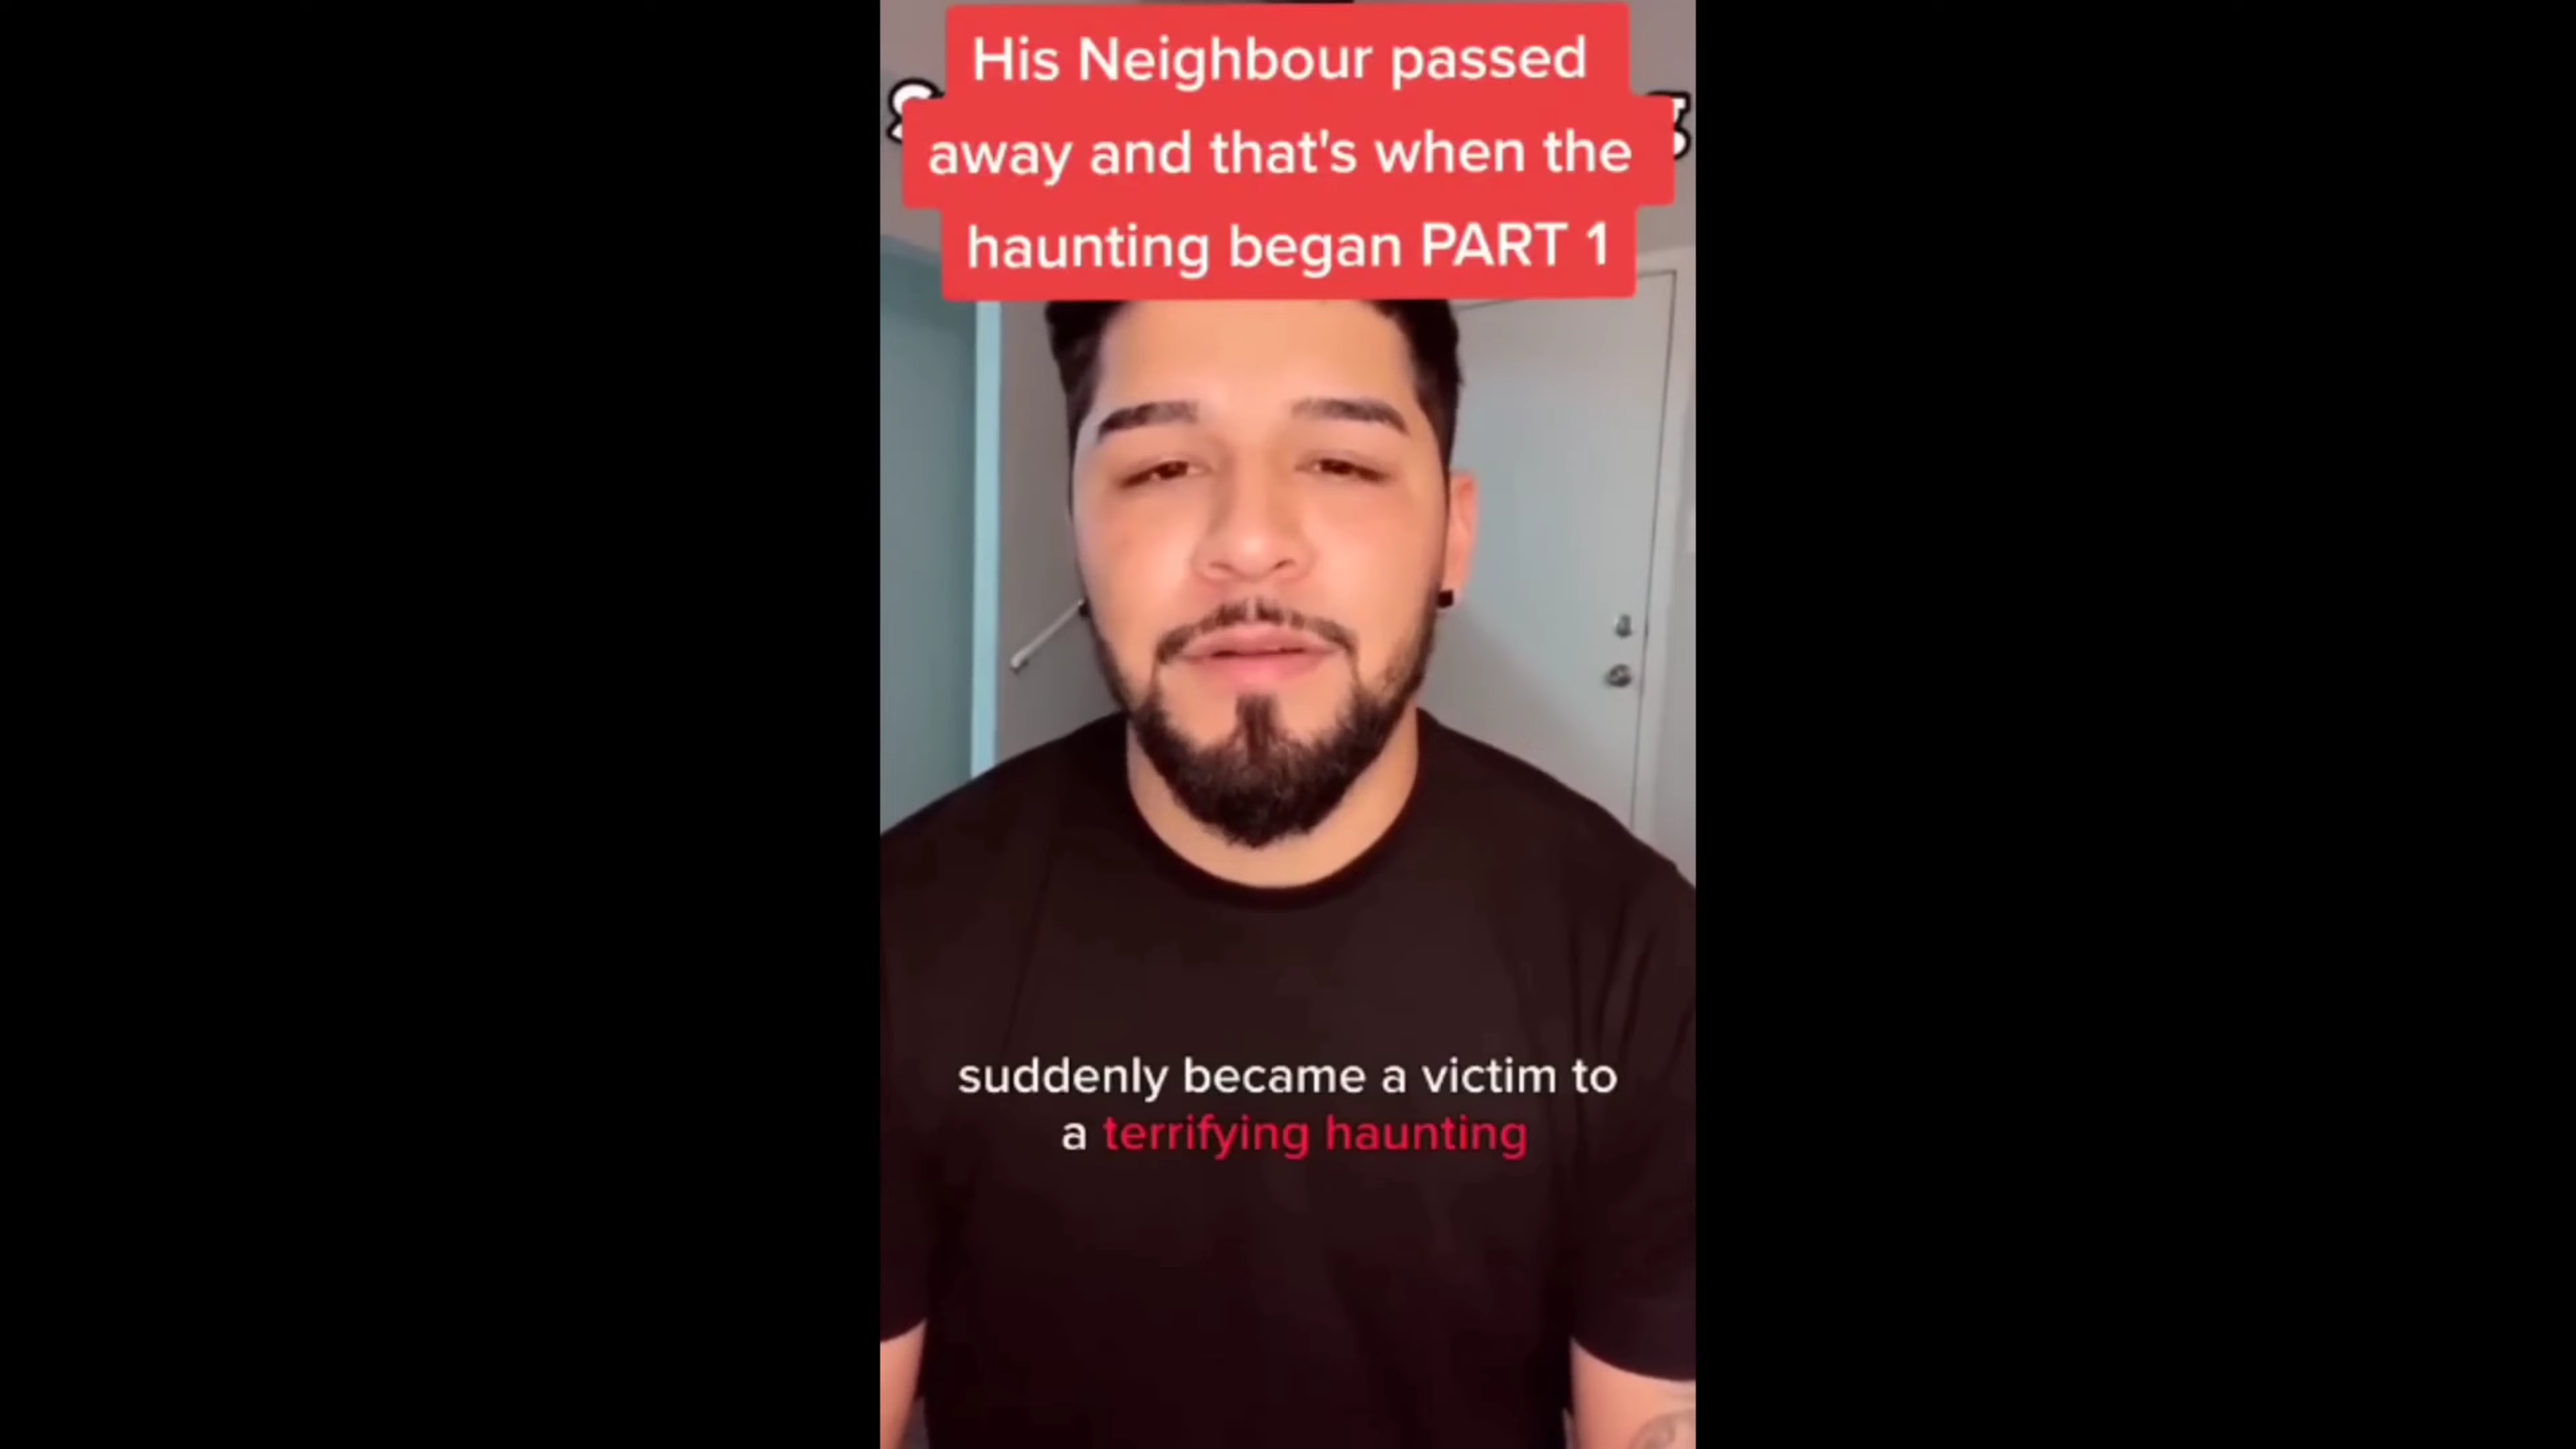 His Neighbour passed
away and that's when the
haunting began PART 1
suddenly became a victim to
a terrifying haunting